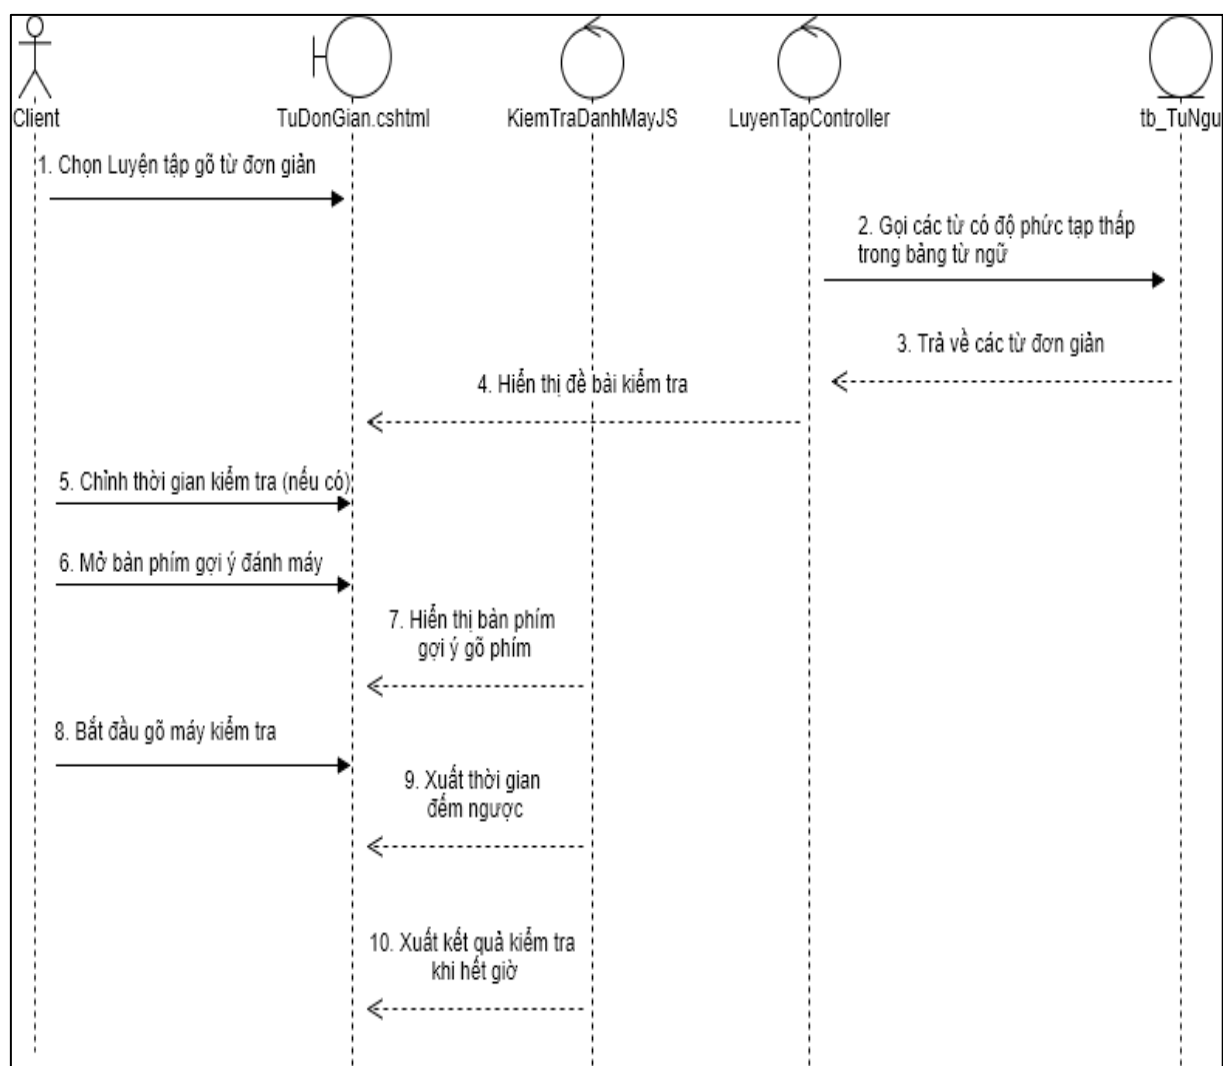 Client
TuDonGian.cshtml
KiemTraDanhMayJS
LuyenTapController
tb_TuNgu
1. Chọn Luyện tập gõ từ đơn giản
2. Gọi các từ có độ phức tạp thấp
trong bảng từ ngữ
3. Trả về các từ đơn giản
4. Hiển thị đề bài kiểm tra
5. Chỉnh thời gian kiểm tra (nếu có)
6. Mở bàn phím gợi ý đánh máy
7. Hiển thị bàn phím
gợi ý gõ phím
8. Bắt đầu gõ máy kiểm tra
9. Xuất thời gian
đếm ngược
10. Xuất kết quả kiểm tra
khi hết giờ